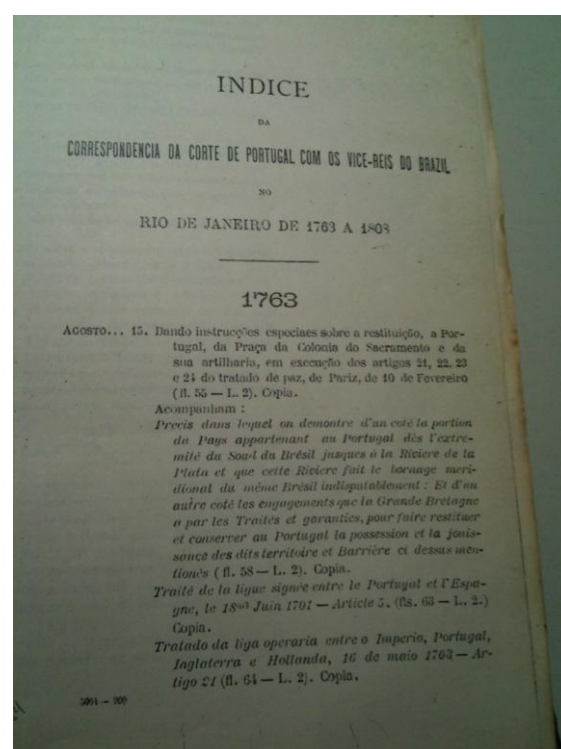 INDICE
DA
CORRESPONDENCIA DA CORTE DE PORTUGAL COM OS VICE-REIS DO BRAZIL
NO
RIO DE JANEIRO DE 1763 A 1808
1763
AGOSTO... 15. Dando instrucções especiaes sobre a restituição, a Por-
tugal, da Praça da Colonia do Sacramento e da
sua artilharia, em execução dos artigos 21, 22, 23
e 24 do tratado de paz, de Pariz, de 10 de Fevereiro
(fl. 55 — L. 2). Copia.
Acompanham :
Precis dans lequel on demontre d'un coté la portion
du Pays appartenant au Portugal dès l'extre-
mité du Soud du Brésil jusques à la Riviere de la
Plata et que cette Riviere fait le borange meri-
dional du même Brésil indisputablement : Et d'un
autre coté les engagements que la Grande Bretagne
a par les Traites et garanties, pour faire restituer
et conserver au Portugal la possession et la jouis-
sance des dits territoire et Barrière ci dessus men-
tionés (fl. 58 — L. 2). Copia.
Traité de la ligue signée entre le Portugal et l'Espa-
gne, le 18 Juin 1701 — Article 5. (fls. 63 — L. 2.)
Copia.
Tratado da liga operaria entre o Imperio, Portugal,
Inglaterra e Hollanda, 16 de maio 1703 — Ar-
tigo 21 (fl. 64 — L. 2). Copia.
5064 — 900